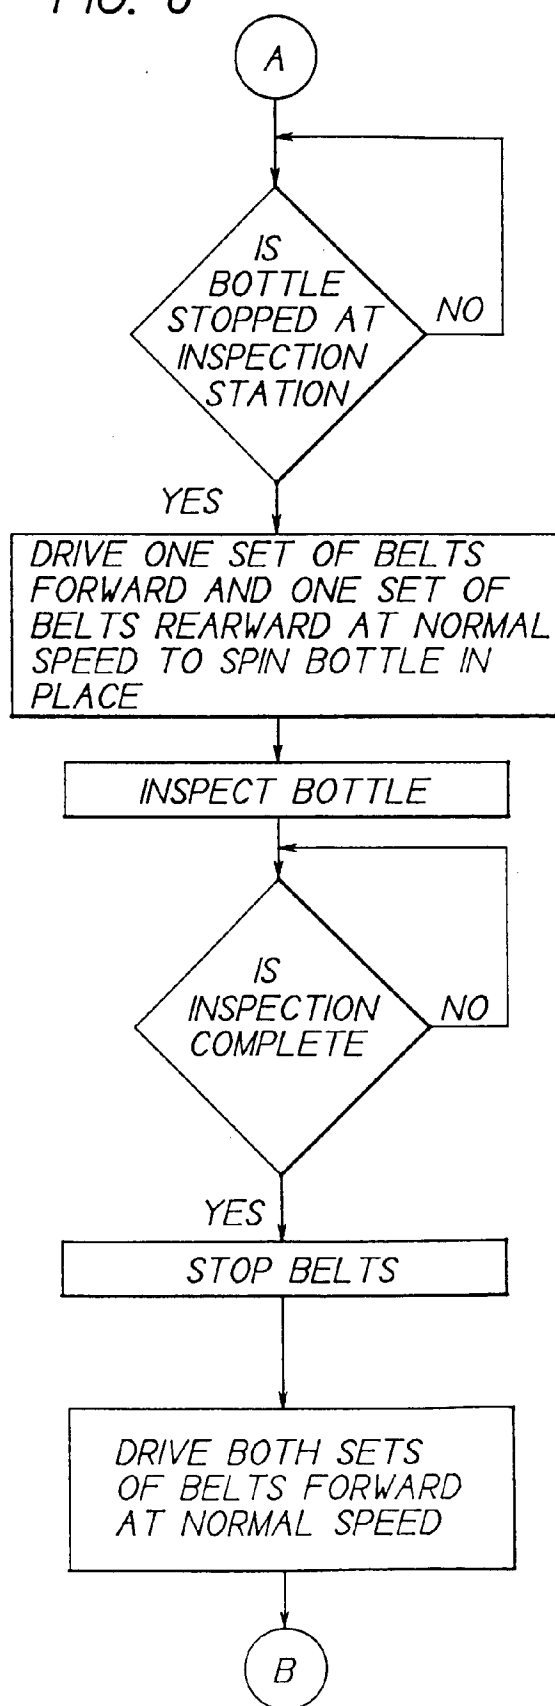 A
IS
BOTTLE
STOPPED AT
INSPECTION
STATION
NO
YES
DRIVE ONE SET OF BELTS
FORWARD AND ONE SET OF
BELTS REARWARD AT NORMAL
SPEED TO SPIN BOTTLE IN
PLACE
INSPECT BOTTLE
IS
INSPECTION
COMPLETE
NO
YES
STOP BELTS
DRIVE BOTH SETS
OF BELTS FORWARD
AT NORMAL SPEED
B